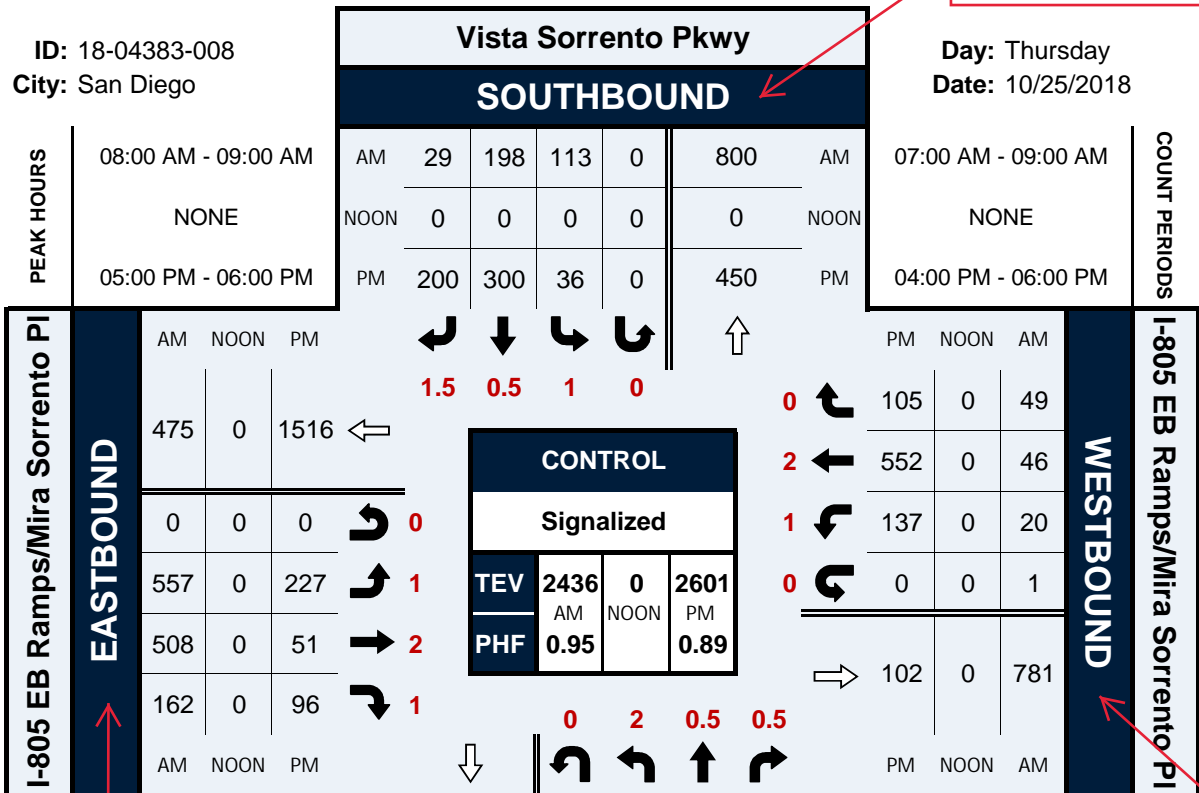 Vista Sorrento Pkwy
SOUTHBOUND
ID: 18-04383-008
City: San Diego
Day: Thursday
Date: 10/25/2018
PEAK HOURS
08:00 AM - 09:00 AM
NONE
05:00 PM - 06:00 PM
AM 29 198 113 0 800 AM
NOON 0 0 0 0 0 NOON
PM 200 300 36 0 450 PM
1.5 0.5 1 0
07:00 AM - 09:00 AM
NONE
04:00 PM - 06:00 PM
COUNT PERIODS
I-805 EB Ramps/Mira Sorrento Pl
EASTBOUND
AM NOON PM
475 0 1516
0 0 0 0
557 0 227 1
508 0 51 2
162 0 96 1
AM NOON PM
CONTROL
Signalized
TEV 2436 0 2601
AM NOON PM
PHF 0.95 0.89
PM NOON AM
0 105 0 49
2 552 0 46
1 137 0 20
0 0 0 1
102 0 781
PM NOON AM
WESTBOUND
I-805 EB Ramps/Mira Sorrento Pl
0 2 0.5 0.5